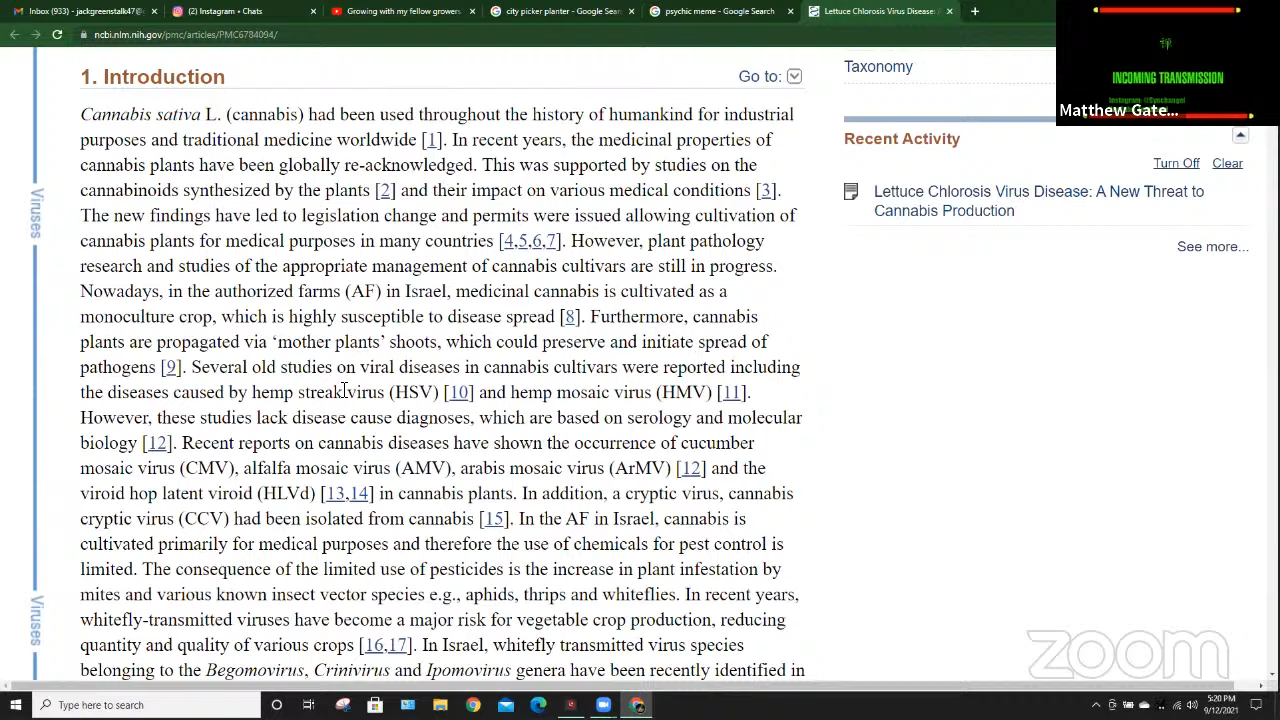 Inbox (933) - jackgreenstalk47@
(2) Instagram • Chats
Growing with my fellow growers
city picker planter - Google Sear
psychic meme - Google Search
Lettuce Chlorosis Virus Disease:
ncbi.nlm.nih.gov/pmc/articles/PMC6784094/
INCOMING TRANSMISSION
Matthew Gate...
1. Introduction
Go to:
Cannabis sativa L. (cannabis) had been used throughout the history of humankind for industrial
purposes and traditional medicine worldwide [1]. In recent years, the medicinal properties of
cannabis plants have been globally re-acknowledged. This was supported by studies on the
cannabinoids synthesized by the plants [2] and their impact on various medical conditions [3].
The new findings have led to legislation change and permits were issued allowing cultivation of
cannabis plants for medical purposes in many countries [4,5,6,7]. However, plant pathology
research and studies of the appropriate management of cannabis cultivars are still in progress.
Nowadays, in the authorized farms (AF) in Israel, medicinal cannabis is cultivated as a
monoculture crop, which is highly susceptible to disease spread [8]. Furthermore, cannabis
plants are propagated via ‘mother plants’ shoots, which could preserve and initiate spread of
pathogens [9]. Several old studies on viral diseases in cannabis cultivars were reported including
the diseases caused by hemp streak virus (HSV) [10] and hemp mosaic virus (HMV) [11].
However, these studies lack disease cause diagnoses, which are based on serology and molecular
biology [12]. Recent reports on cannabis diseases have shown the occurrence of cucumber
mosaic virus (CMV), alfalfa mosaic virus (AMV), arabis mosaic virus (ArMV) [12] and the
viroid hop latent viroid (HLVd) [13,14] in cannabis plants. In addition, a cryptic virus, cannabis
cryptic virus (CCV) had been isolated from cannabis [15]. In the AF in Israel, cannabis is
cultivated primarily for medical purposes and therefore the use of chemicals for pest control is
limited. The consequence of the limited use of pesticides is the increase in plant infestation by
mites and various known insect vector species e.g., aphids, thrips and whiteflies. In recent years,
whitefly-transmitted viruses have become a major risk for vegetable crop production, reducing
quantity and quality of various crops [16,17]. In Israel, whitefly transmitted virus species
belonging to the Begomovirus, Crinivirus and Ipomovirus genera have been recently identified in
Viruses
Viruses
Taxonomy
Recent Activity
Turn Off
Clear
Lettuce Chlorosis Virus Disease: A New Threat to
Cannabis Production
See more...
zoom
Type here to search
5:20 PM
9/12/2021